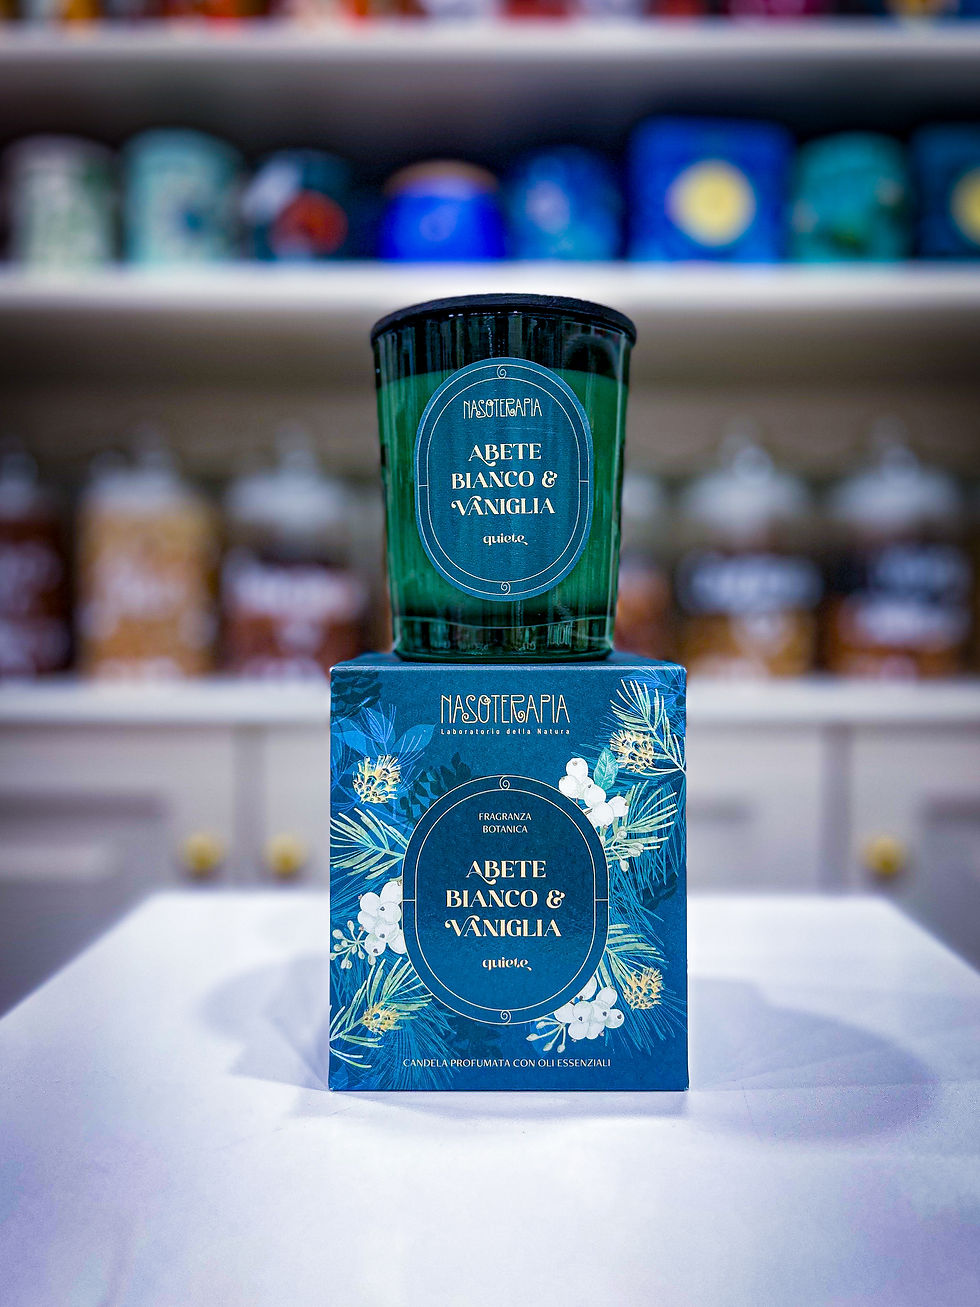 NASOTERAPIA
ABETE
BIANCO &
VANIGLIA
quiete
NASOTERAPIA
Laboratorio della Natura
FRAGRANZA
BOTANICA
ABETE
BIANCO &
VANIGLIA
quiete
CANDELA PROFUMATA CON OLI ESSENZIALI